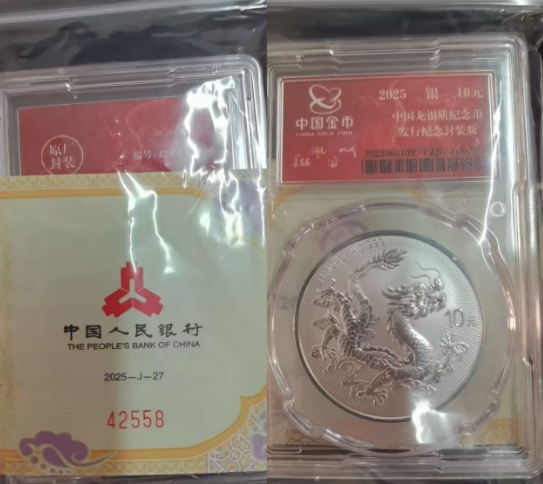 原厂
封装
中国人民银行
THE PEOPLE'S BANK OF CHINA
2025-J-27
42558
中国金币
CHINA GOLD COIN
2025 银 10元
中国龙银质纪念币
发行纪念封装版
10元